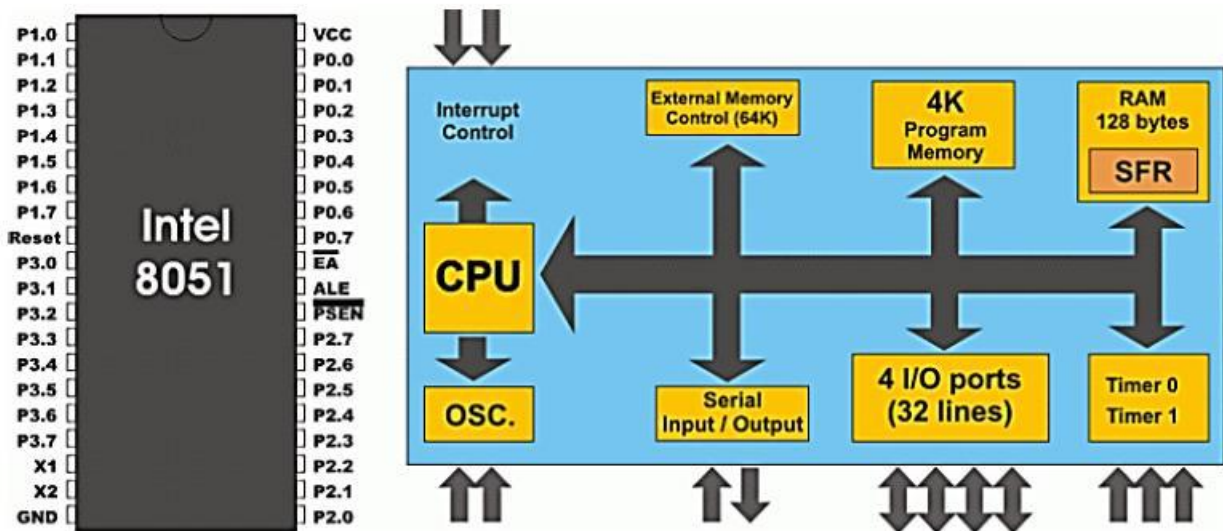 P1.0
P1.1
P1.2
P1.3
P1.4
P1.5
P1.6
P1.7
Reset
P3.0
P3.1
P3.2
P3.3
P3.4
P3.5
P3.6
P3.7
X1
X2
GND
Intel
8051
VCC
P0.0
P0.1
P0.2
P0.3
P0.4
P0.5
P0.6
P0.7
EA
ALE
PSEN
P2.7
P2.6
P2.5
P2.4
P2.3
P2.2
P2.1
P2.0
Interrupt
Control
External Memory
Control (64K)
4K
Program
Memory
RAM
128 bytes
SFR
CPU
OSC.
Serial
Input / Output
4 I/O ports
(32 lines)
Timer 0
Timer 1